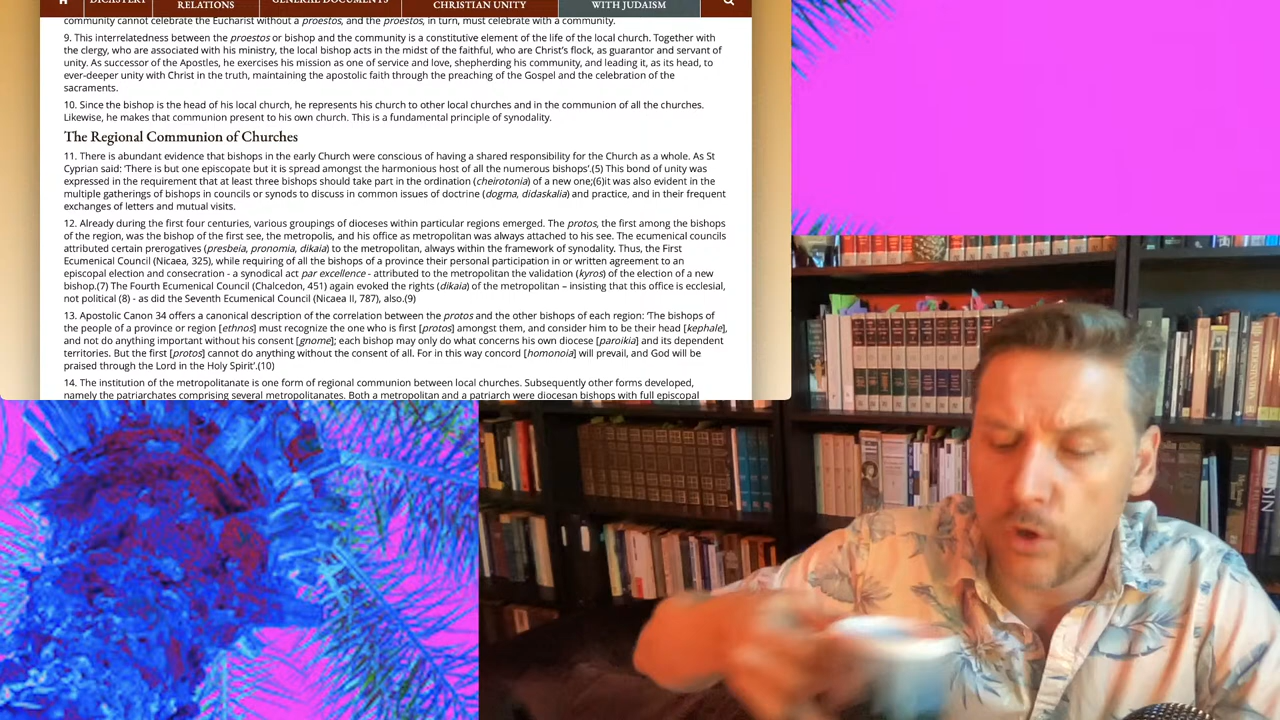 DICASTERY
RELATIONS
GENERAL DOCUMENTS
CHRISTIAN UNITY
WITH JUDAISM
community cannot celebrate the Eucharist without a proestos, and the proestos, in turn, must celebrate with a community.
9. This interrelatedness between the proestos or bishop and the community is a constitutive element of the life of the local church. Together with
the clergy, who are associated with his ministry, the local bishop acts in the midst of the faithful, who are Christ's flock, as guarantor and servant of
unity. As successor of the Apostles, he exercises his mission as one of service and love, shepherding his community, and leading it, as its head, to
ever-deeper unity with Christ in the truth, maintaining the apostolic faith through the preaching of the Gospel and the celebration of the
sacraments.
10. Since the bishop is the head of his local church, he represents his church to other local churches and in the communion of all the churches.
Likewise, he makes that communion present to his own church. This is a fundamental principle of synodality.
The Regional Communion of Churches
11. There is abundant evidence that bishops in the early Church were conscious of having a shared responsibility for the Church as a whole. As St
Cyprian said: 'There is but one episcopate but it is spread amongst the harmonious host of all the numerous bishops'.(5) This bond of unity was
expressed in the requirement that at least three bishops should take part in the ordination (cheirotonia) of a new one;(6)it was also evident in the
multiple gatherings of bishops in councils or synods to discuss in common issues of doctrine (dogma, didaskalia) and practice, and in their frequent
exchanges of letters and mutual visits.
12. Already during the first four centuries, various groupings of dioceses within particular regions emerged. The protos, the first among the bishops
of the region, was the bishop of the first see, the metropolis, and his office as metropolitan was always attached to his see. The ecumenical councils
attributed certain prerogatives (presbeia, pronomia, dikaia) to the metropolitan, always within the framework of synodality. Thus, the First
Ecumenical Council (Nicaea, 325), while requiring of all the bishops of a province their personal participation in or written agreement to an
episcopal election and consecration - a synodical act par excellence - attributed to the metropolitan the validation (kyros) of the election of a new
bishop.(7) The Fourth Ecumenical Council (Chalcedon, 451) again evoked the rights (dikaia) of the metropolitan – insisting that this office is ecclesial,
not political (8) - as did the Seventh Ecumenical Council (Nicaea II, 787), also.(9)
13. Apostolic Canon 34 offers a canonical description of the correlation between the protos and the other bishops of each region: 'The bishops of
the people of a province or region [ethnos] must recognize the one who is first [protos] amongst them, and consider him to be their head [kephale],
and not do anything important without his consent [gnome]; each bishop may only do what concerns his own diocese [paroikia] and its dependent
territories. But the first [protos] cannot do anything without the consent of all. For in this way concord [homonoia] will prevail, and God will be
praised through the Lord in the Holy Spirit'.(10)
14. The institution of the metropolitanate is one form of regional communion between local churches. Subsequently other forms developed,
namely the patriarchates comprising several metropolitanates. Both a metropolitan and a patriarch were diocesan bishops with full episcopal